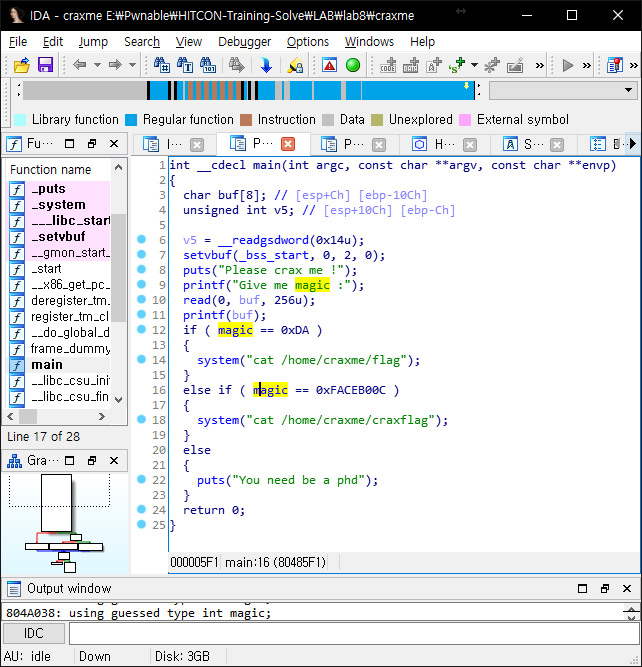 IDA - craxme E:₩Pwnable₩HITCON-Training-Solve₩LAB₩lab8₩craxme
File Edit Jump Search View Debugger Options Windows Help
Library function Regular function Instruction Data Unexplored External symbol
Fu... I... P... P... H... S...
Function name
_puts
_system
___libc_start
_setvbuf
__gmon_start_
_start
__x86_get_pc_
deregister_tm_
register_tm_cl
__do_global_d
frame_dummy
main
__libc_csu_ini
__libc_csu_fin
Line 17 of 28
Gra...
1 int __cdecl main(int argc, const char **argv, const char **envp)
2 {
3 char buf[8]; // [esp+Ch] [ebp-10Ch]
4 unsigned int v5; // [esp+10Ch] [ebp-Ch]
5
6 v5 = __readgsdword(0x14u);
7 setvbuf(_bss_start, 0, 2, 0);
8 puts("Please crax me !");
9 printf("Give me magic :");
10 read(0, buf, 256u);
11 printf(buf);
12 if ( magic == 0xDA )
13 {
14 system("cat /home/craxme/flag");
15 }
16 else if ( magic == 0xFACEB00C )
17 {
18 system("cat /home/craxme/craxflag");
19 }
20 else
21 {
22 puts("You need be a phd");
23 }
24 return 0;
25 }
000005F1 main:16 (80485F1)
Output window
804A038: using guessed type int magic;
IDC
AU: idle Down Disk: 3GB